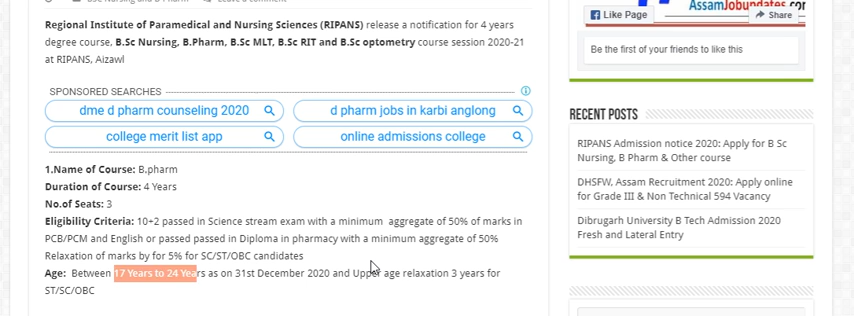 Regional Institute of Paramedical and Nursing Sciences (RIPANS) release a notification for 4 years
degree course, B.Sc Nursing, B.Pharm, B.Sc MLT, B.Sc RIT and B.Sc optometry course session 2020-21
at RIPANS, Aizawl
SPONSORED SEARCHES
dme d pharm counseling 2020
d pharm jobs in karbi anglong
college merit list app
online admissions college
1.Name of Course: B.pharm
Duration of Course: 4 Years
No.of Seats: 3
Eligibility Criteria: 10+2 passed in Science stream exam with a minimum aggregate of 50% of marks in
PCB/PCM and English or passed passed in Diploma in pharmacy with a minimum aggregate of 50%
Relaxation of marks by for 5% for SC/ST/OBC candidates
Age: Between 17 Years to 24 Years as on 31st December 2020 and Upper age relaxation 3 years for
ST/SC/OBC
AssamJobupdates.com
Like Page
Share
Be the first of your friends to like this
RECENT POSTS
RIPANS Admission notice 2020: Apply for B Sc
Nursing, B Pharm & Other course
DHSFW, Assam Recruitment 2020: Apply online
for Grade III & Non Technical 594 Vacancy
Dibrugarh University B Tech Admission 2020
Fresh and Lateral Entry